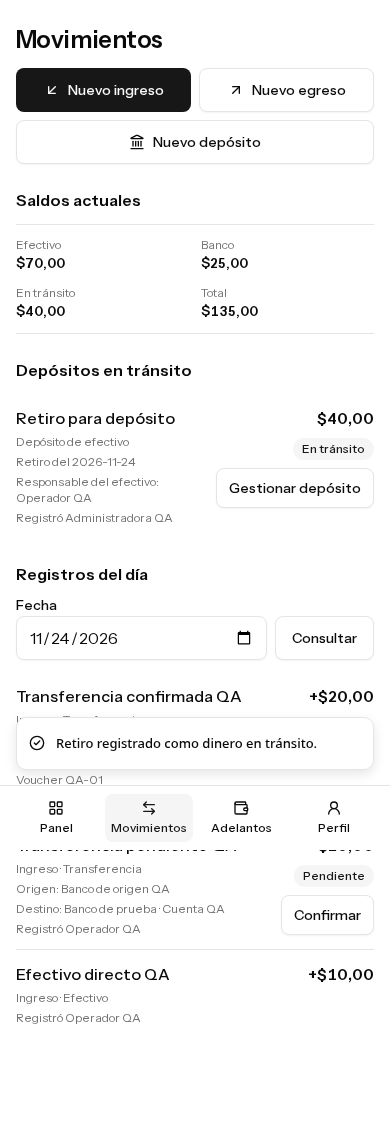 Movimientos
Nuevo ingreso
Nuevo egreso
Nuevo depósito
Saldos actuales
Efectivo
Banco
$70,00
$25,00
En tránsito
Total
$40,00
$135,00
Depósitos en tránsito
Retiro para depósito
$40,00
Depósito de efectivo
En tránsito
Retiro del 2026-11-24
Responsable del efectivo:
Operador QA
Gestionar depósito
Registró Administradora QA
Registros del día
Fecha
11/24/2026
Consultar
Transferencia confirmada QA
+$20,00
Retiro registrado como dinero en tránsito.
Voucher QA-01
Panel
Movimientos
Adelantos
Perfil
Ingreso · Transferencia
Pendiente
Origen: Banco de origen QA
Destino: Banco de prueba · Cuenta QA
Confirmar
Registró Operador QA
Efectivo directo QA
+$10,00
Ingreso · Efectivo
Registró Operador QA